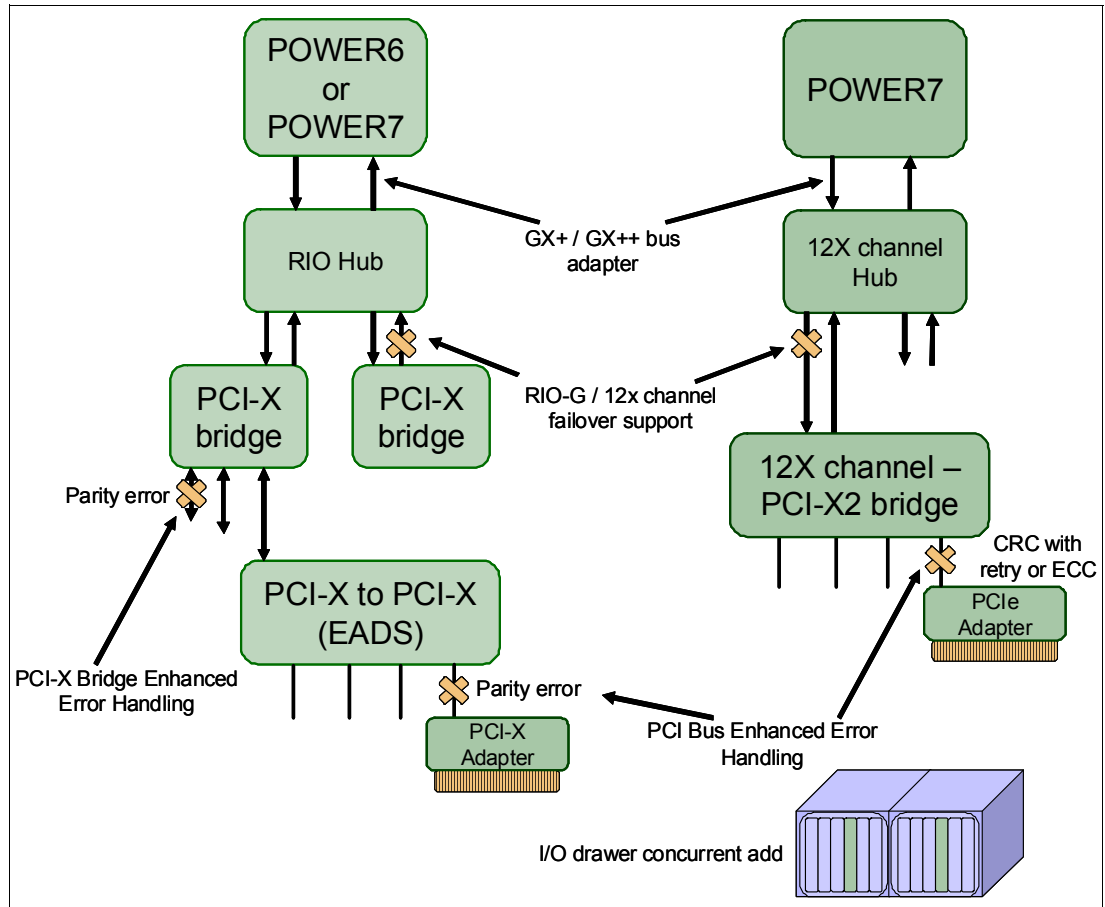 POWER6
or
POWER7
POWER7
GX+ / GX++ bus
adapter
RIO Hub
12X channel
Hub
RIO-G / 12x channel
failover support
PCI-X
bridge
PCI-X
bridge
12X channel –
PCI-X2 bridge
Parity error
CRC with
retry or ECC
PCIe
Adapter
PCI-X to PCI-X
(EADS)
PCI-X Bridge Enhanced
Error Handling
Parity error
PCI-X
Adapter
PCI Bus Enhanced Error
Handling
I/O drawer concurrent add